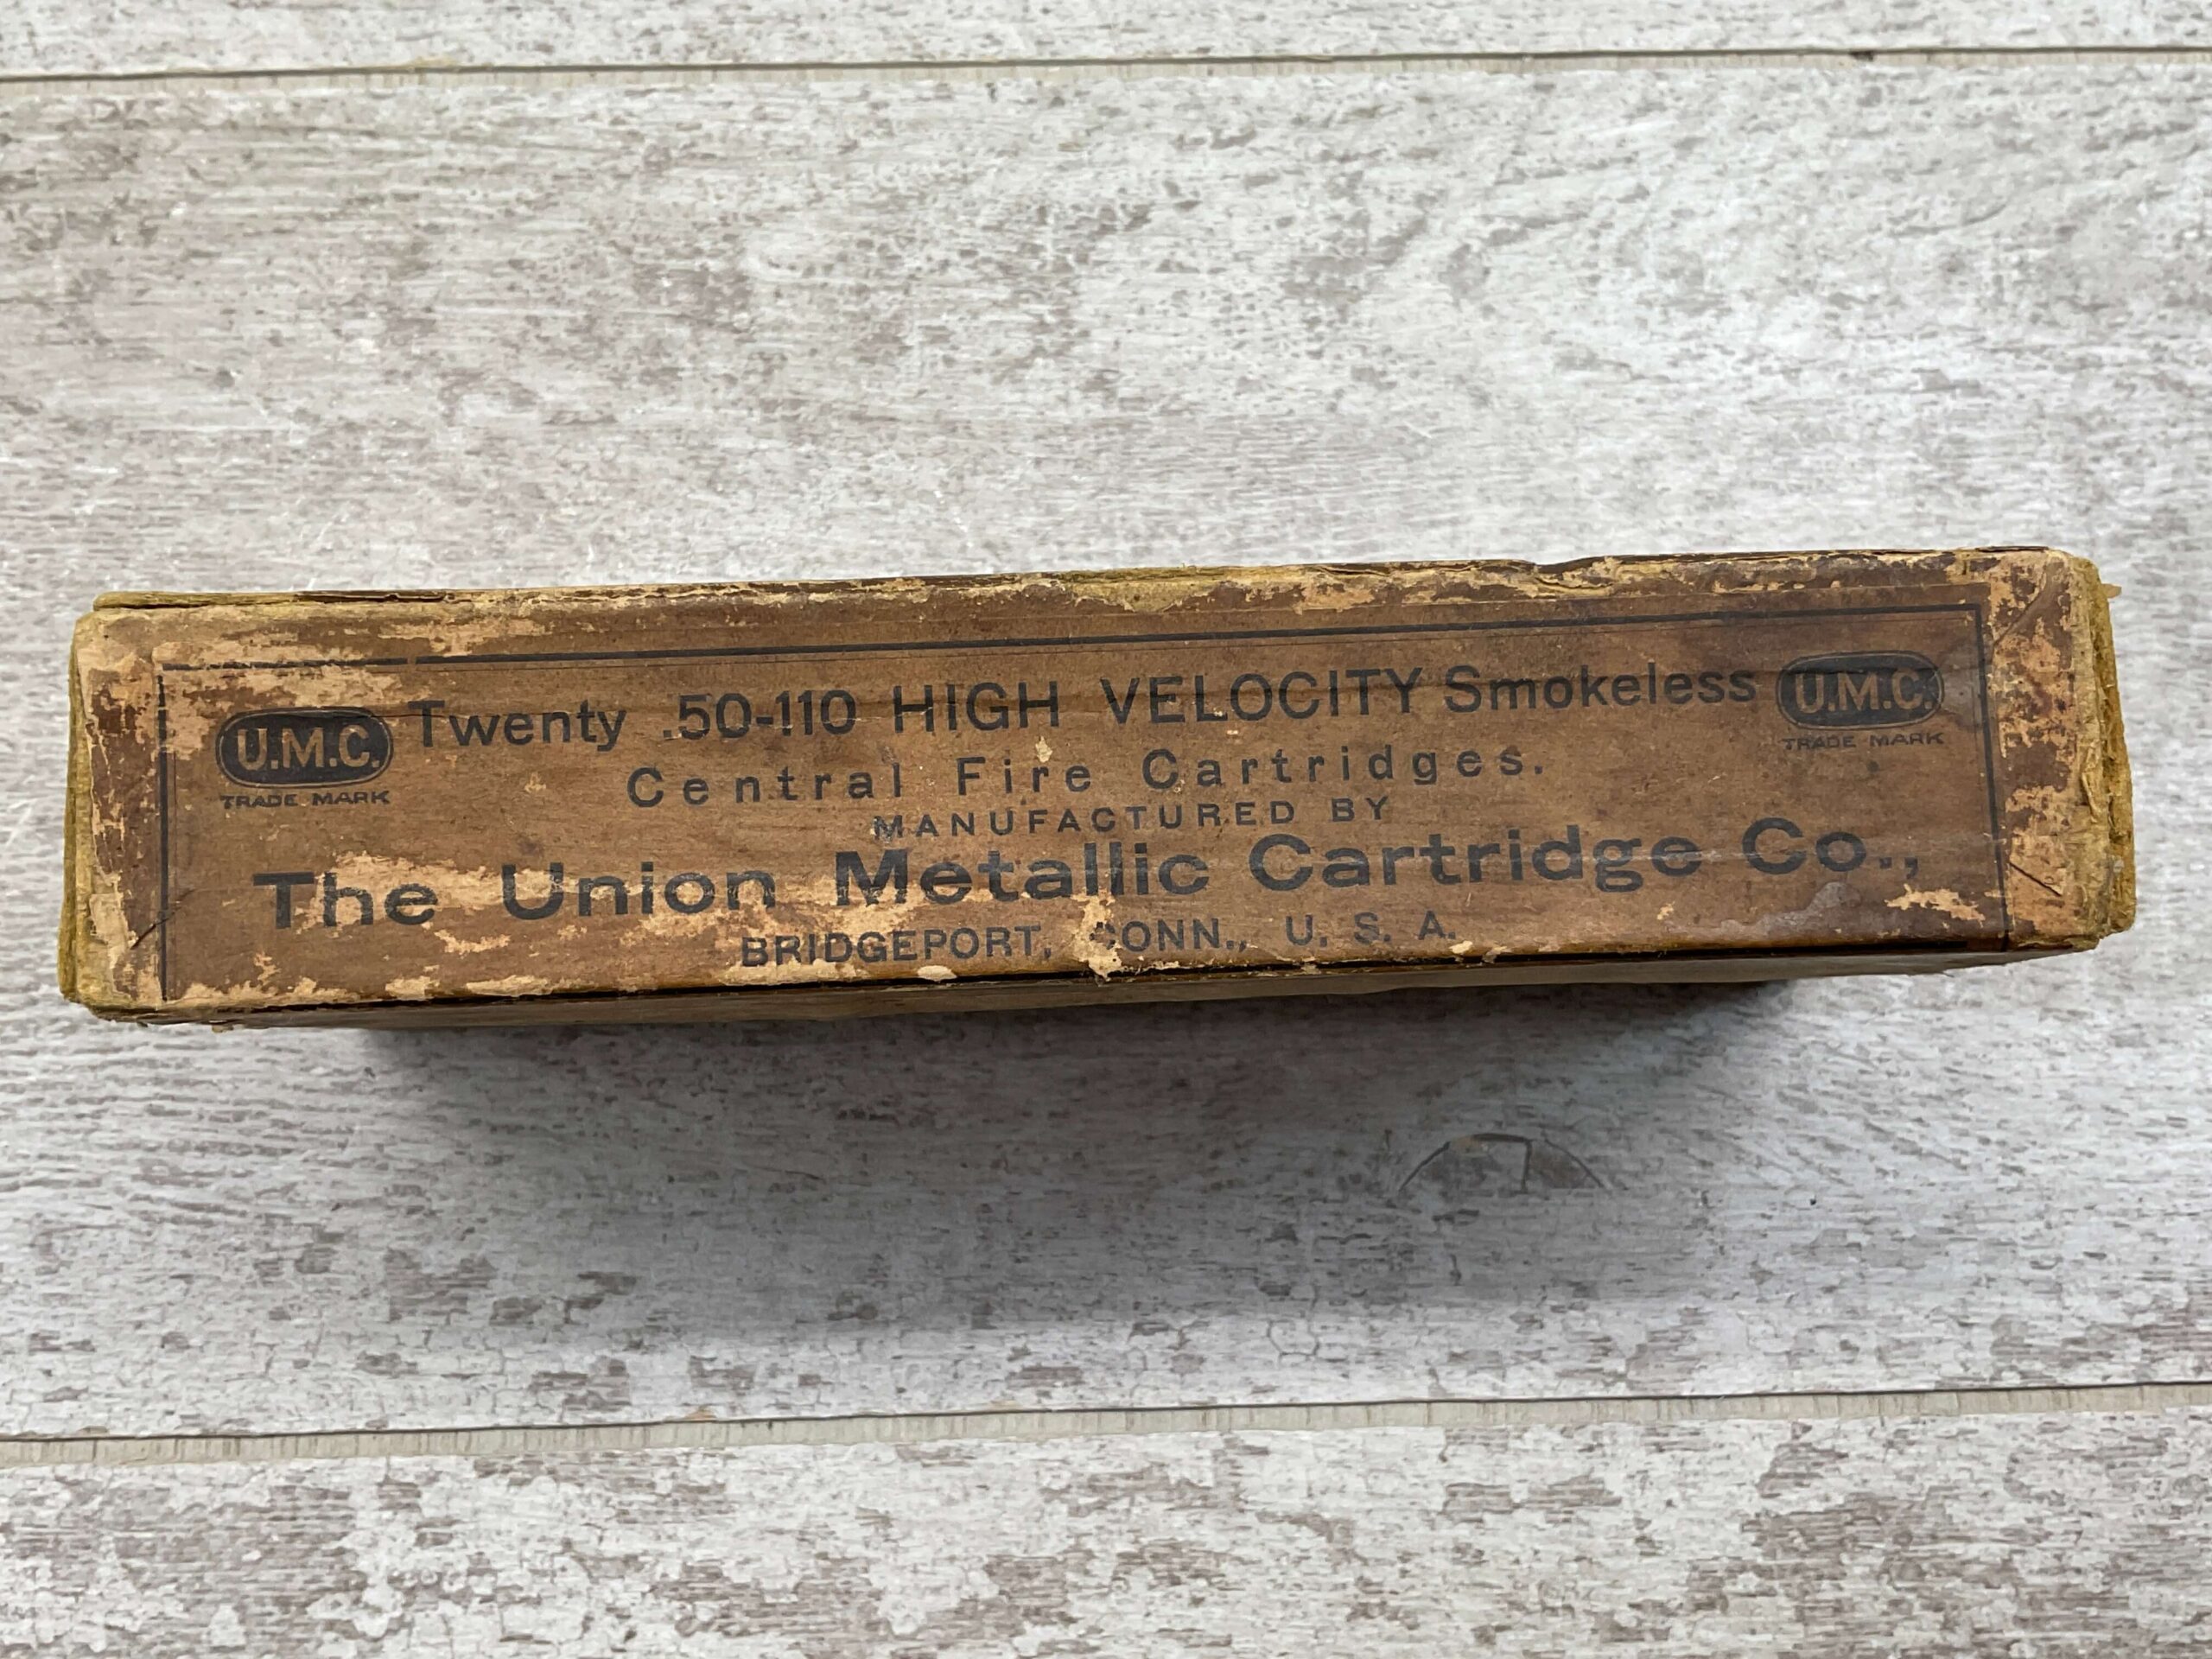 Twenty .50-110 HIGH VELOCITY Smokeless
U.M.C.
TRADE MARK
U.M.C.
TRADE MARK
Central Fire Cartridges.
MANUFACTURED BY
The Union Metallic Cartridge Co.,
BRIDGEPORT, CONN., U. S. A.